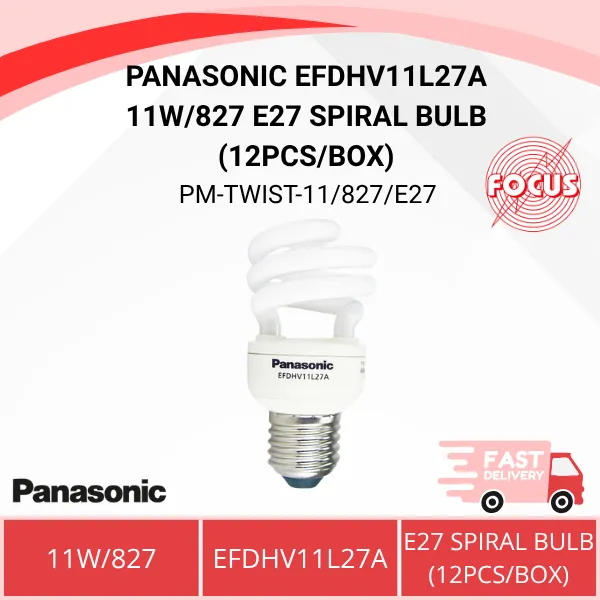 PANASONIC EFDHV11L27A
11W/827 E27 SPIRAL BULB
(12PCS/BOX)
PM-TWIST-11/827/E27
FOCUS
Panasonic
EFDHV11L27A
FAST
DELIVERY
Panasonic
11W/827
EFDHV11L27A
E27 SPIRAL BULB
(12PCS/BOX)